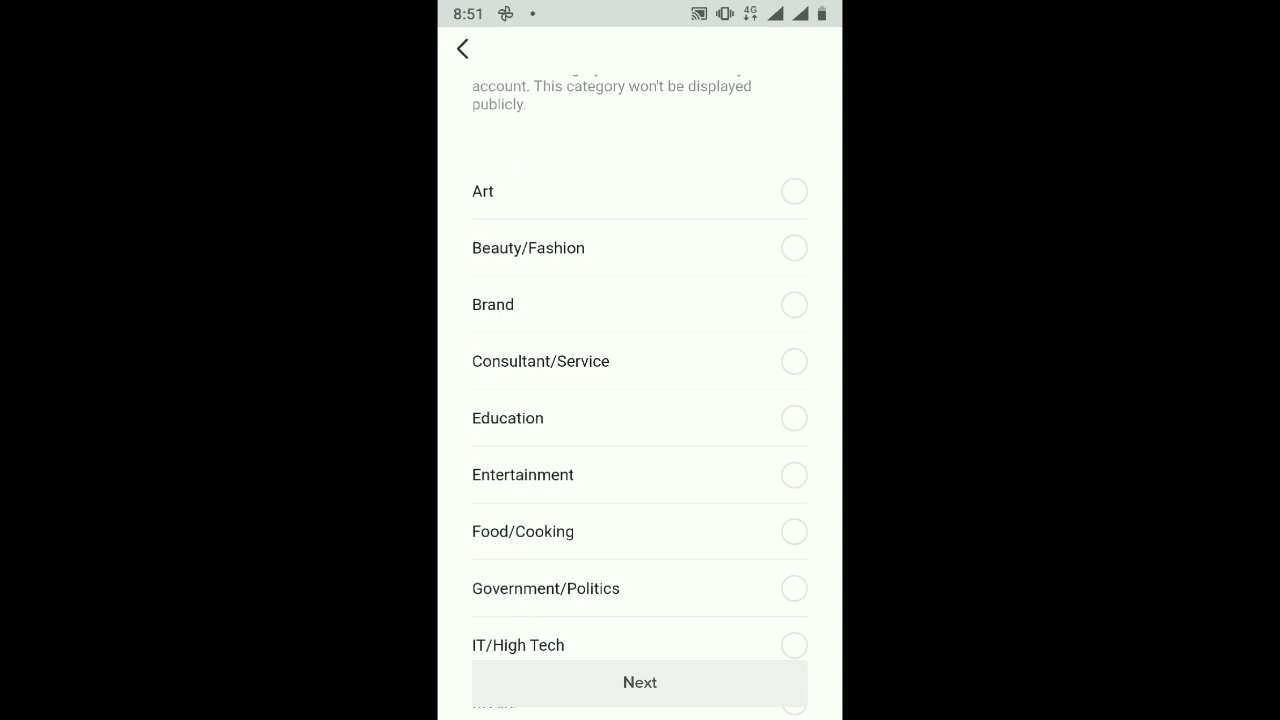 8:51
4G
account. This category won't be displayed
publicly.
Art
Beauty/Fashion
Brand
Consultant/Service
Education
Entertainment
Food/Cooking
Government/Politics
IT/High Tech
Next